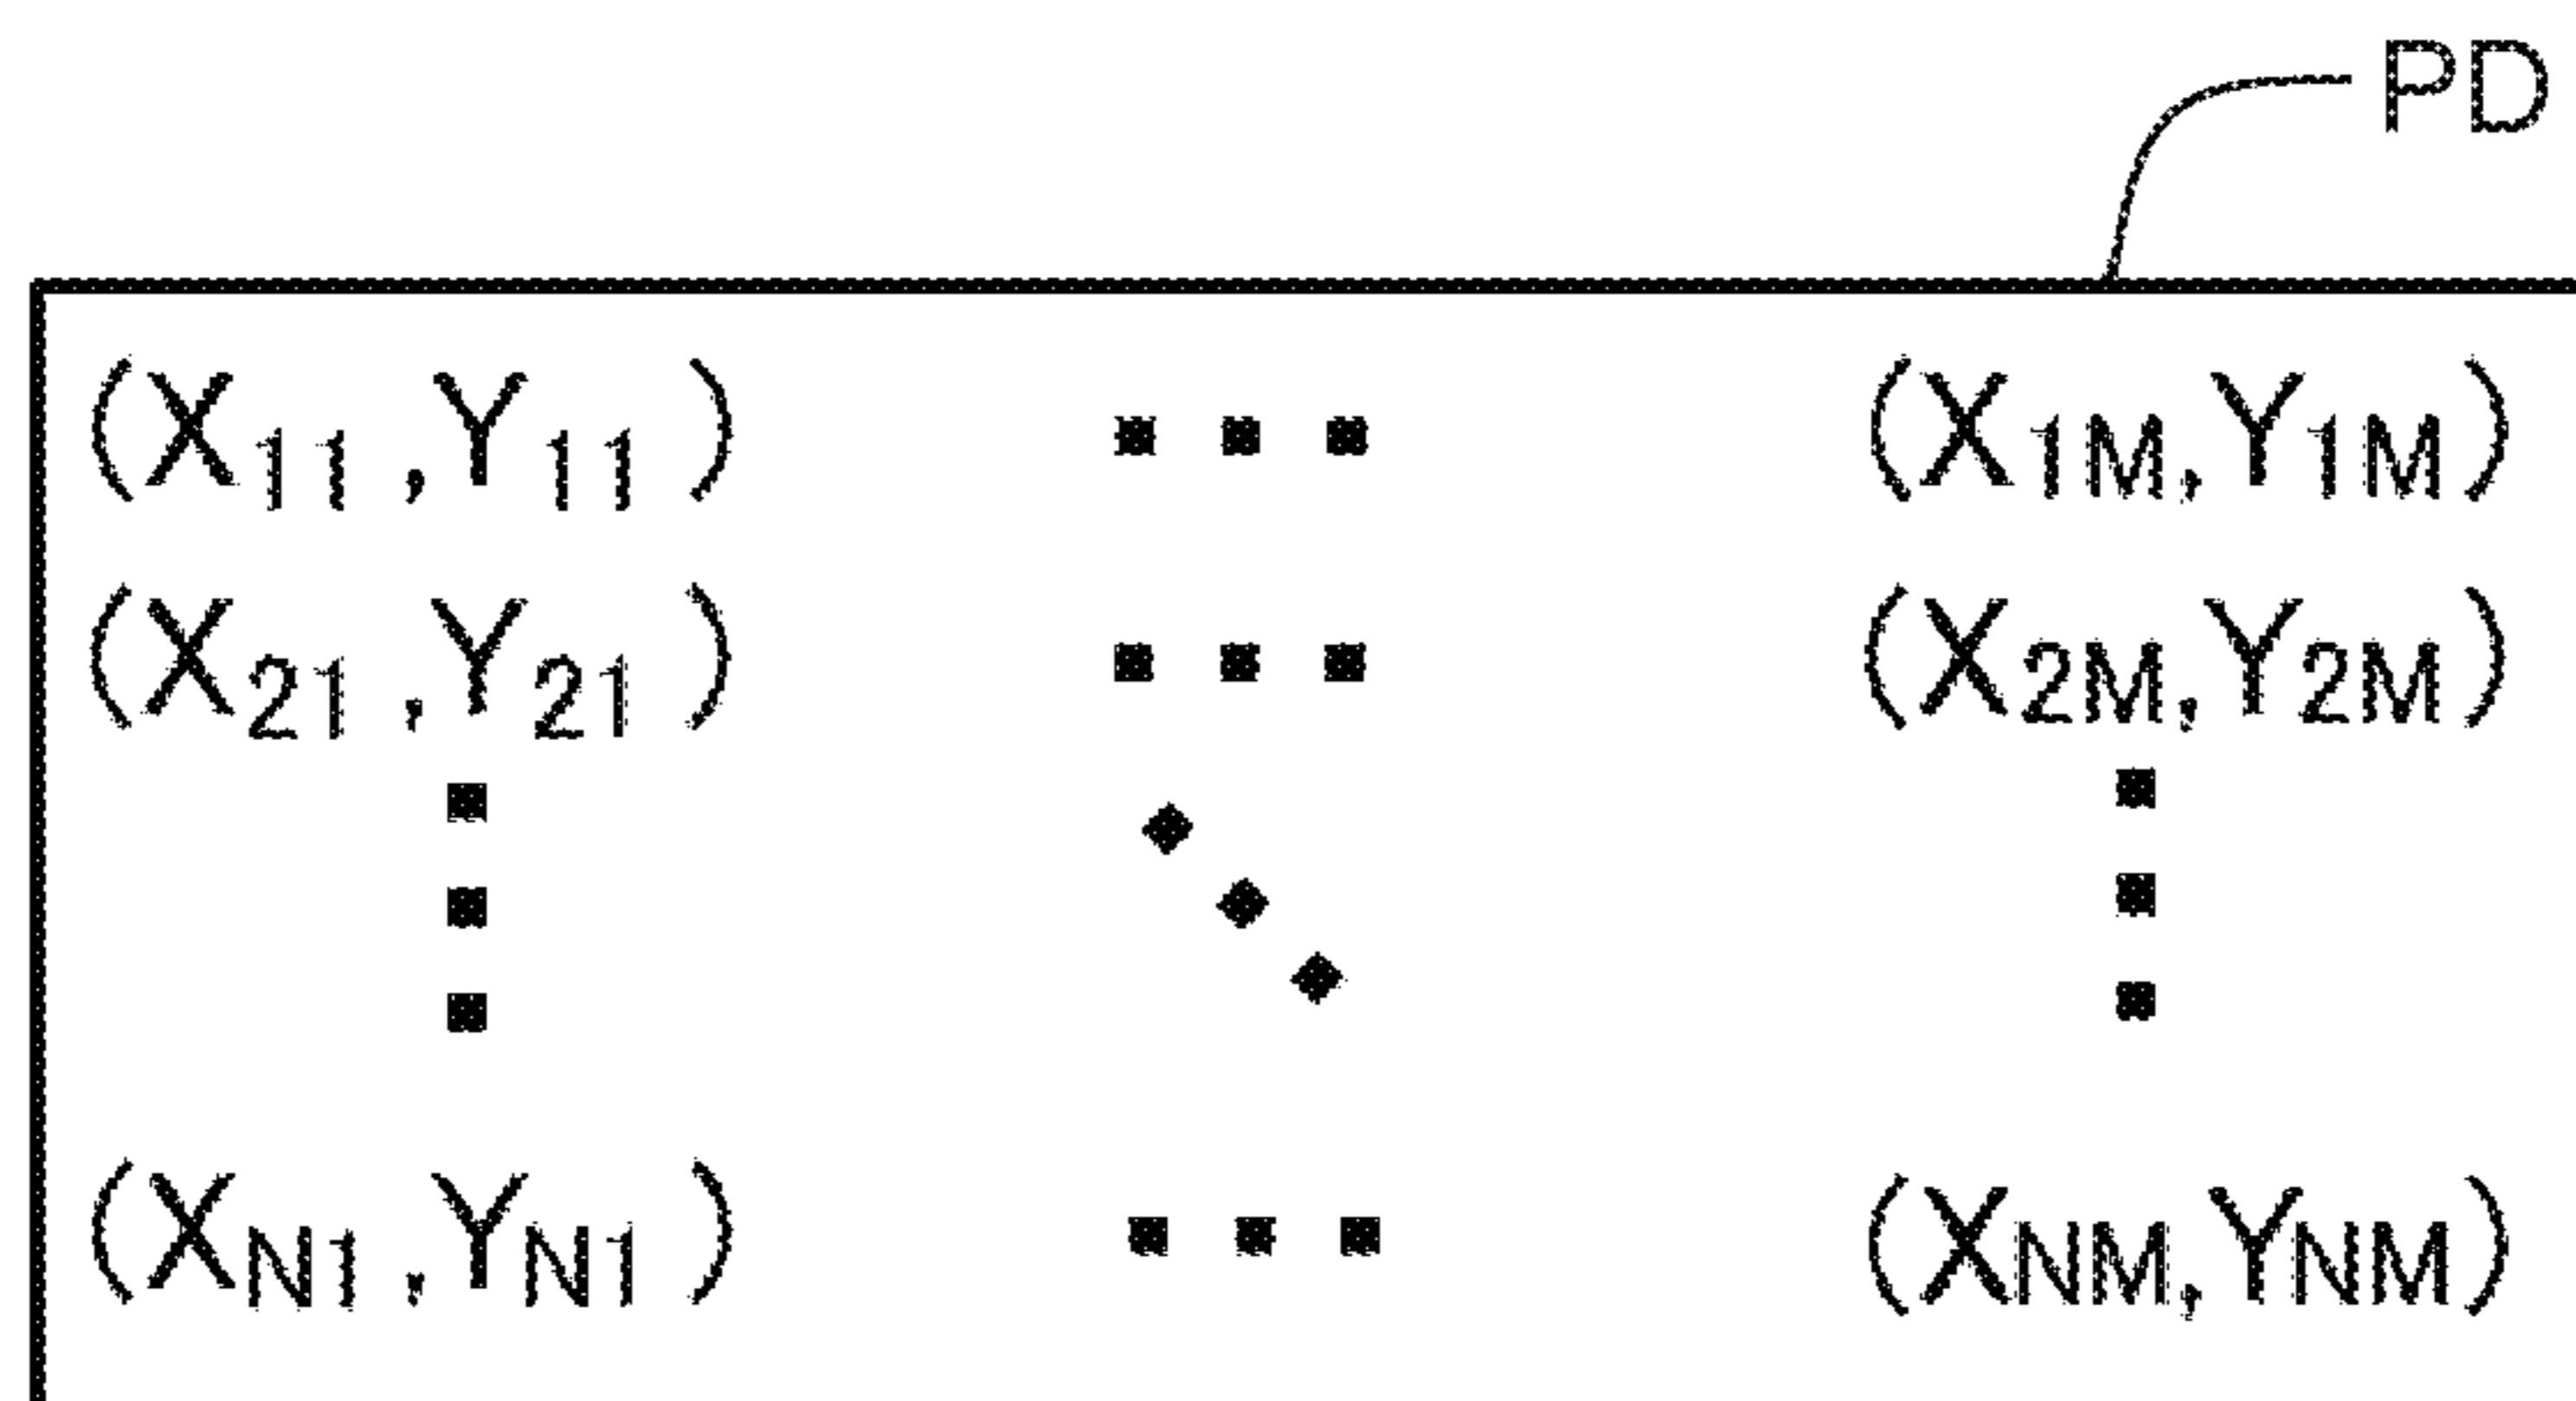 PD
(X₁₁,Y₁₁) ▪ ▪ ▪ (X₁M,Y₁M)
(X₂₁,Y₂₁) ▪ ▪ ▪ (X₂M,Y₂M)
(XN₁,YN₁) ▪ ▪ ▪ (XNM,YNM)